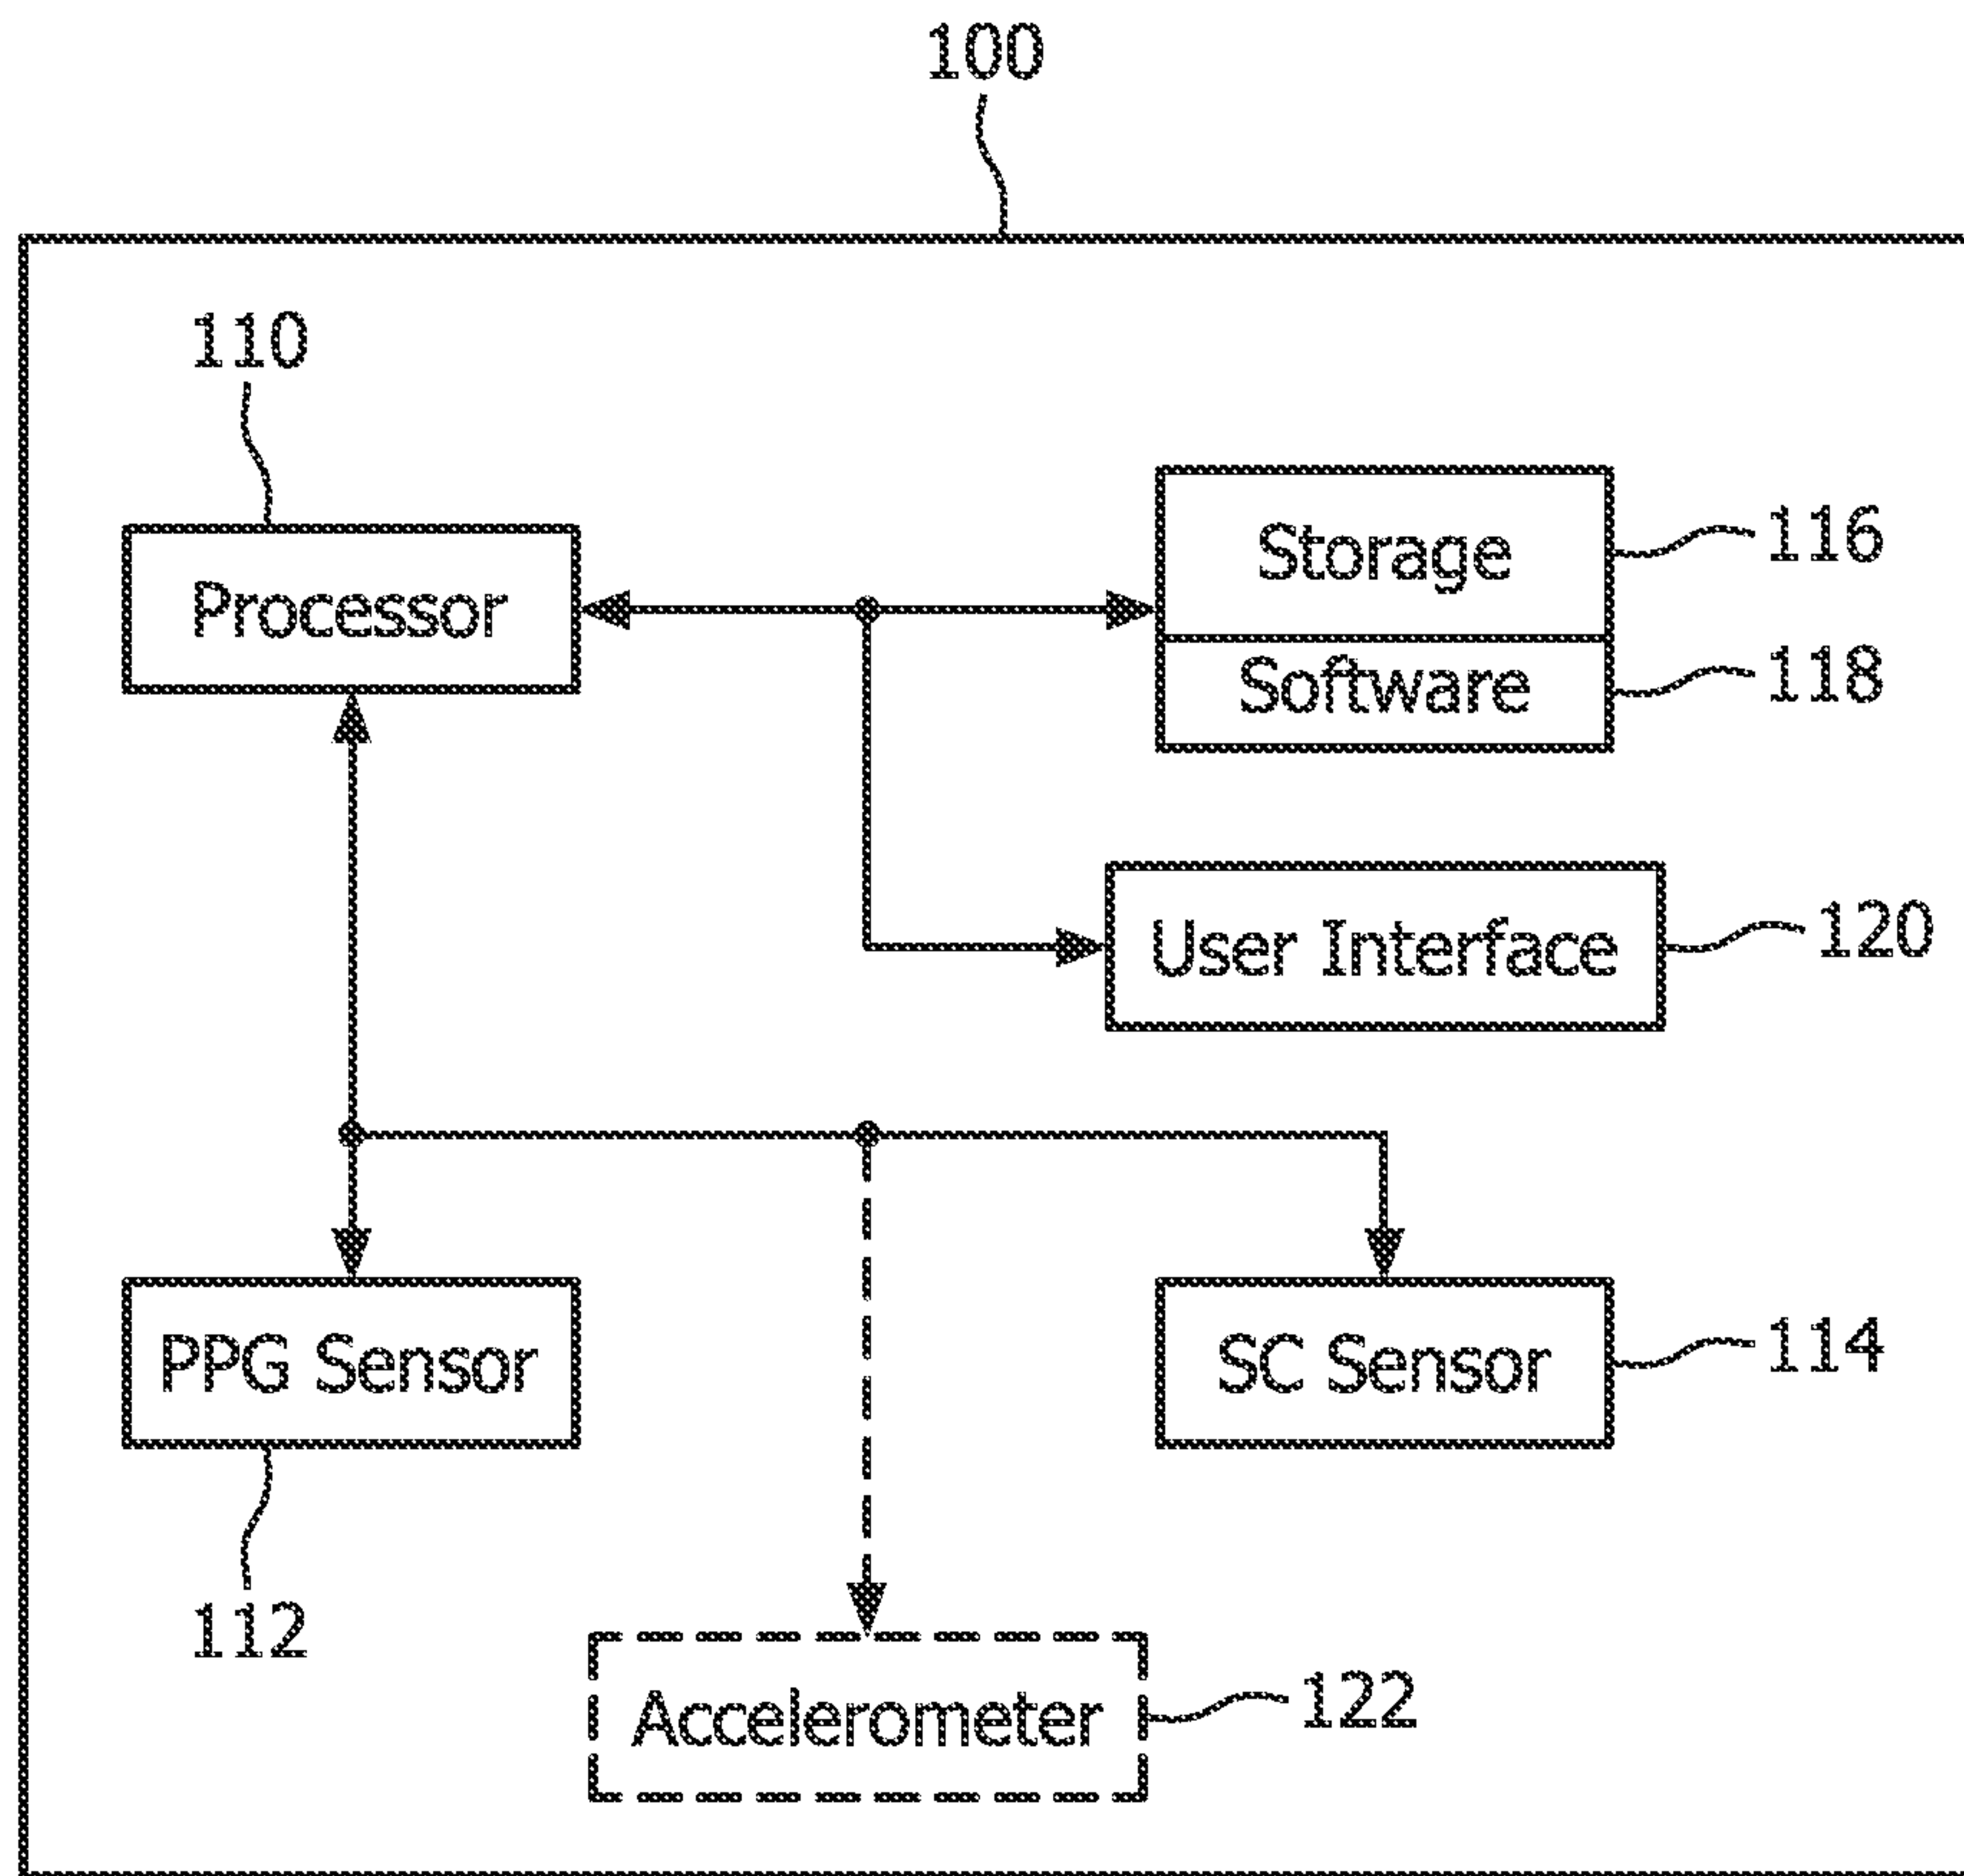 100
110
Processor
Storage
116
Software
118
User Interface
120
PPG Sensor
112
SC Sensor
114
Accelerometer
122